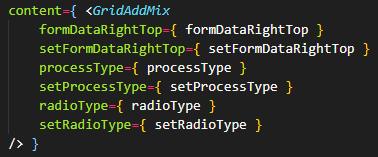 content={ <GridAddMix
formDataRightTop={ formDataRightTop }
setFormDataRightTop={ setFormDataRightTop }
processType={ processType }
setProcessType={ setProcessType }
radioType={ radioType }
setRadioType={ setRadioType }
/> }